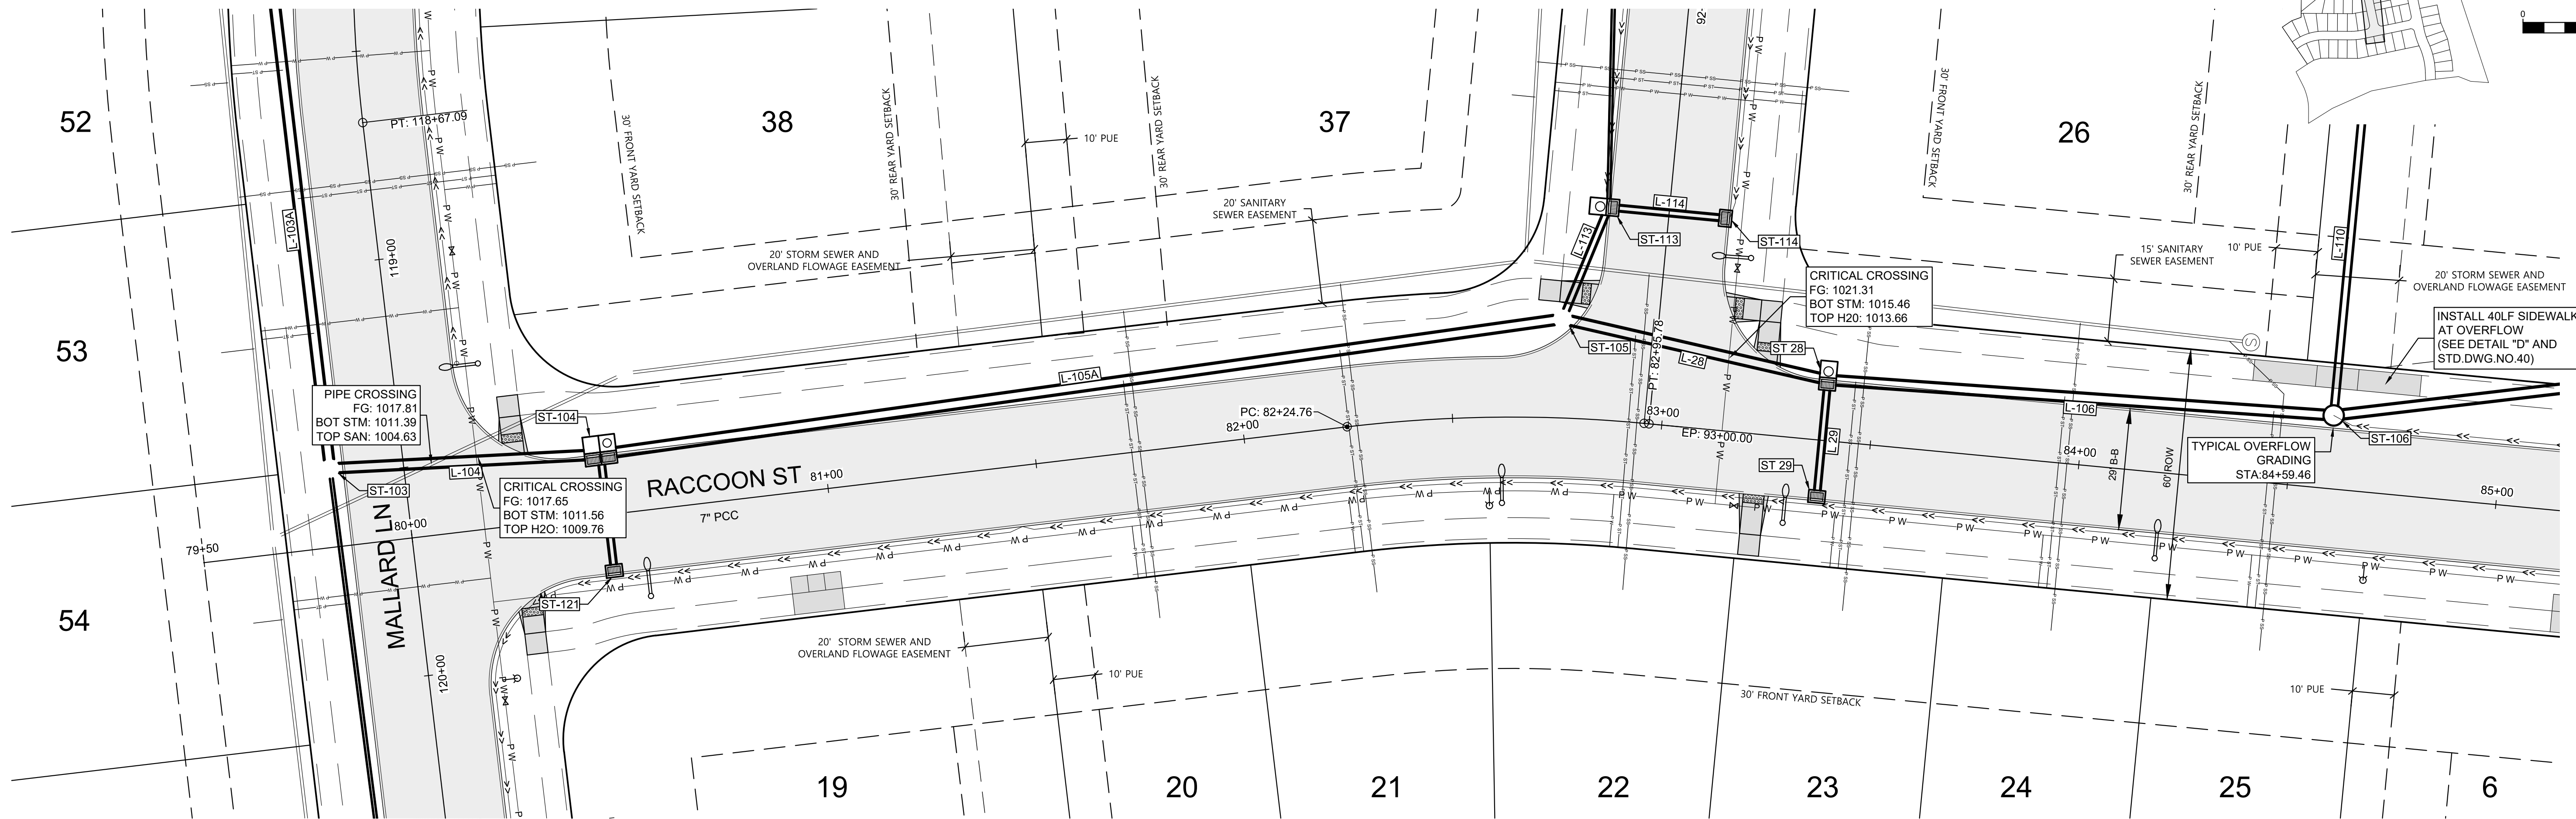 52
53
54
38
37
26
19
20
21
22
23
24
25
6
0
PT: 118+67.09
L-103A
119+00
120+00
MALLARD LN
30' FRONT YARD SETBACK
30' REAR YARD SETBACK
10' PUE
30' REAR YARD SETBACK
20' STORM SEWER AND
OVERLAND FLOWAGE EASEMENT
20' SANITARY
SEWER EASEMENT
PIPE CROSSING
FG: 1017.81
BOT STM: 1011.39
TOP SAN: 1004.63
ST-104
L-104
ST-103
CRITICAL CROSSING
FG: 1017.65
BOT STM: 1011.56
TOP H2O: 1009.76
79+50
80+00
RACCOON ST
81+00
7" PCC
ST-121
L-105A
82+00
PC: 82+24.76
20' STORM SEWER AND
OVERLAND FLOWAGE EASEMENT
10' PUE
92+
L-114
L-113
ST-113
ST-114
ST-105
L-28
PT: 82+95.78
83+00
EP: 93+00.00
CRITICAL CROSSING
FG: 1021.31
BOT STM: 1015.46
TOP H20: 1013.66
ST 28
L-29
ST 29
30' FRONT YARD SETBACK
30' REAR YARD SETBACK
15' SANITARY
SEWER EASEMENT
10' PUE
L-110
20' STORM SEWER AND
OVERLAND FLOWAGE EASEMENT
INSTALL 40LF SIDEWALK
AT OVERFLOW
(SEE DETAIL "D" AND
STD.DWG.NO.40)
S
L-106
ST-106
84+00
29' B-B
60' ROW
TYPICAL OVERFLOW
GRADING
STA:84+59.46
85+00
30' FRONT YARD SETBACK
10' PUE